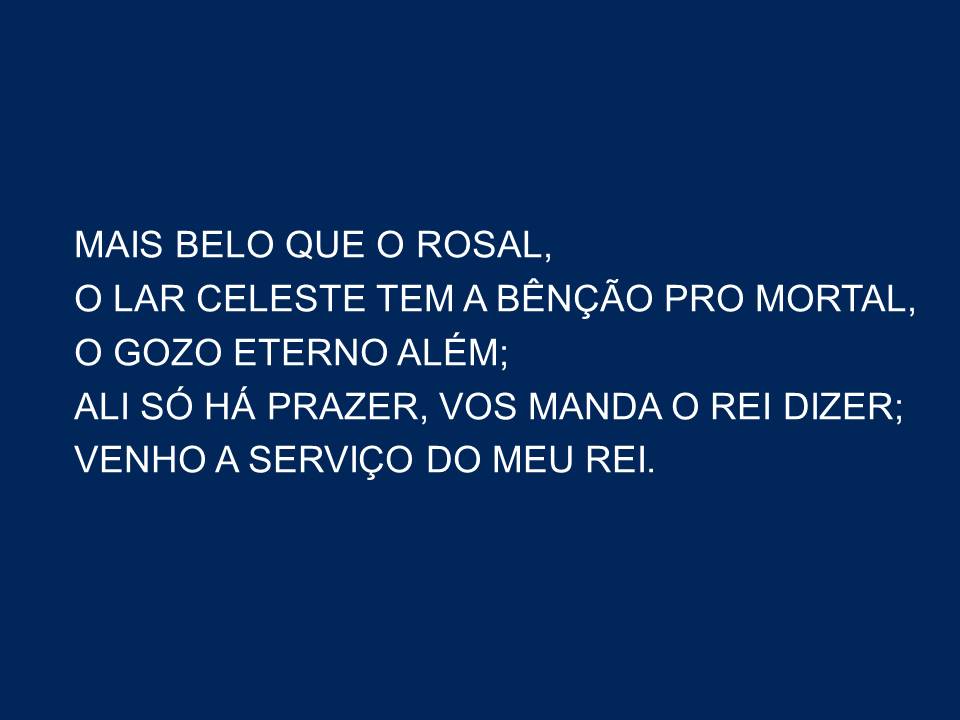 MAIS BELO QUE O ROSAL,
O LAR CELESTE TEM A BÊNÇÃO PRO MORTAL,
O GOZO ETERNO ALÉM;
ALI SÓ HÁ PRAZER, VOS MANDA O REI DIZER;
VENHO A SERVIÇO DO MEU REI.